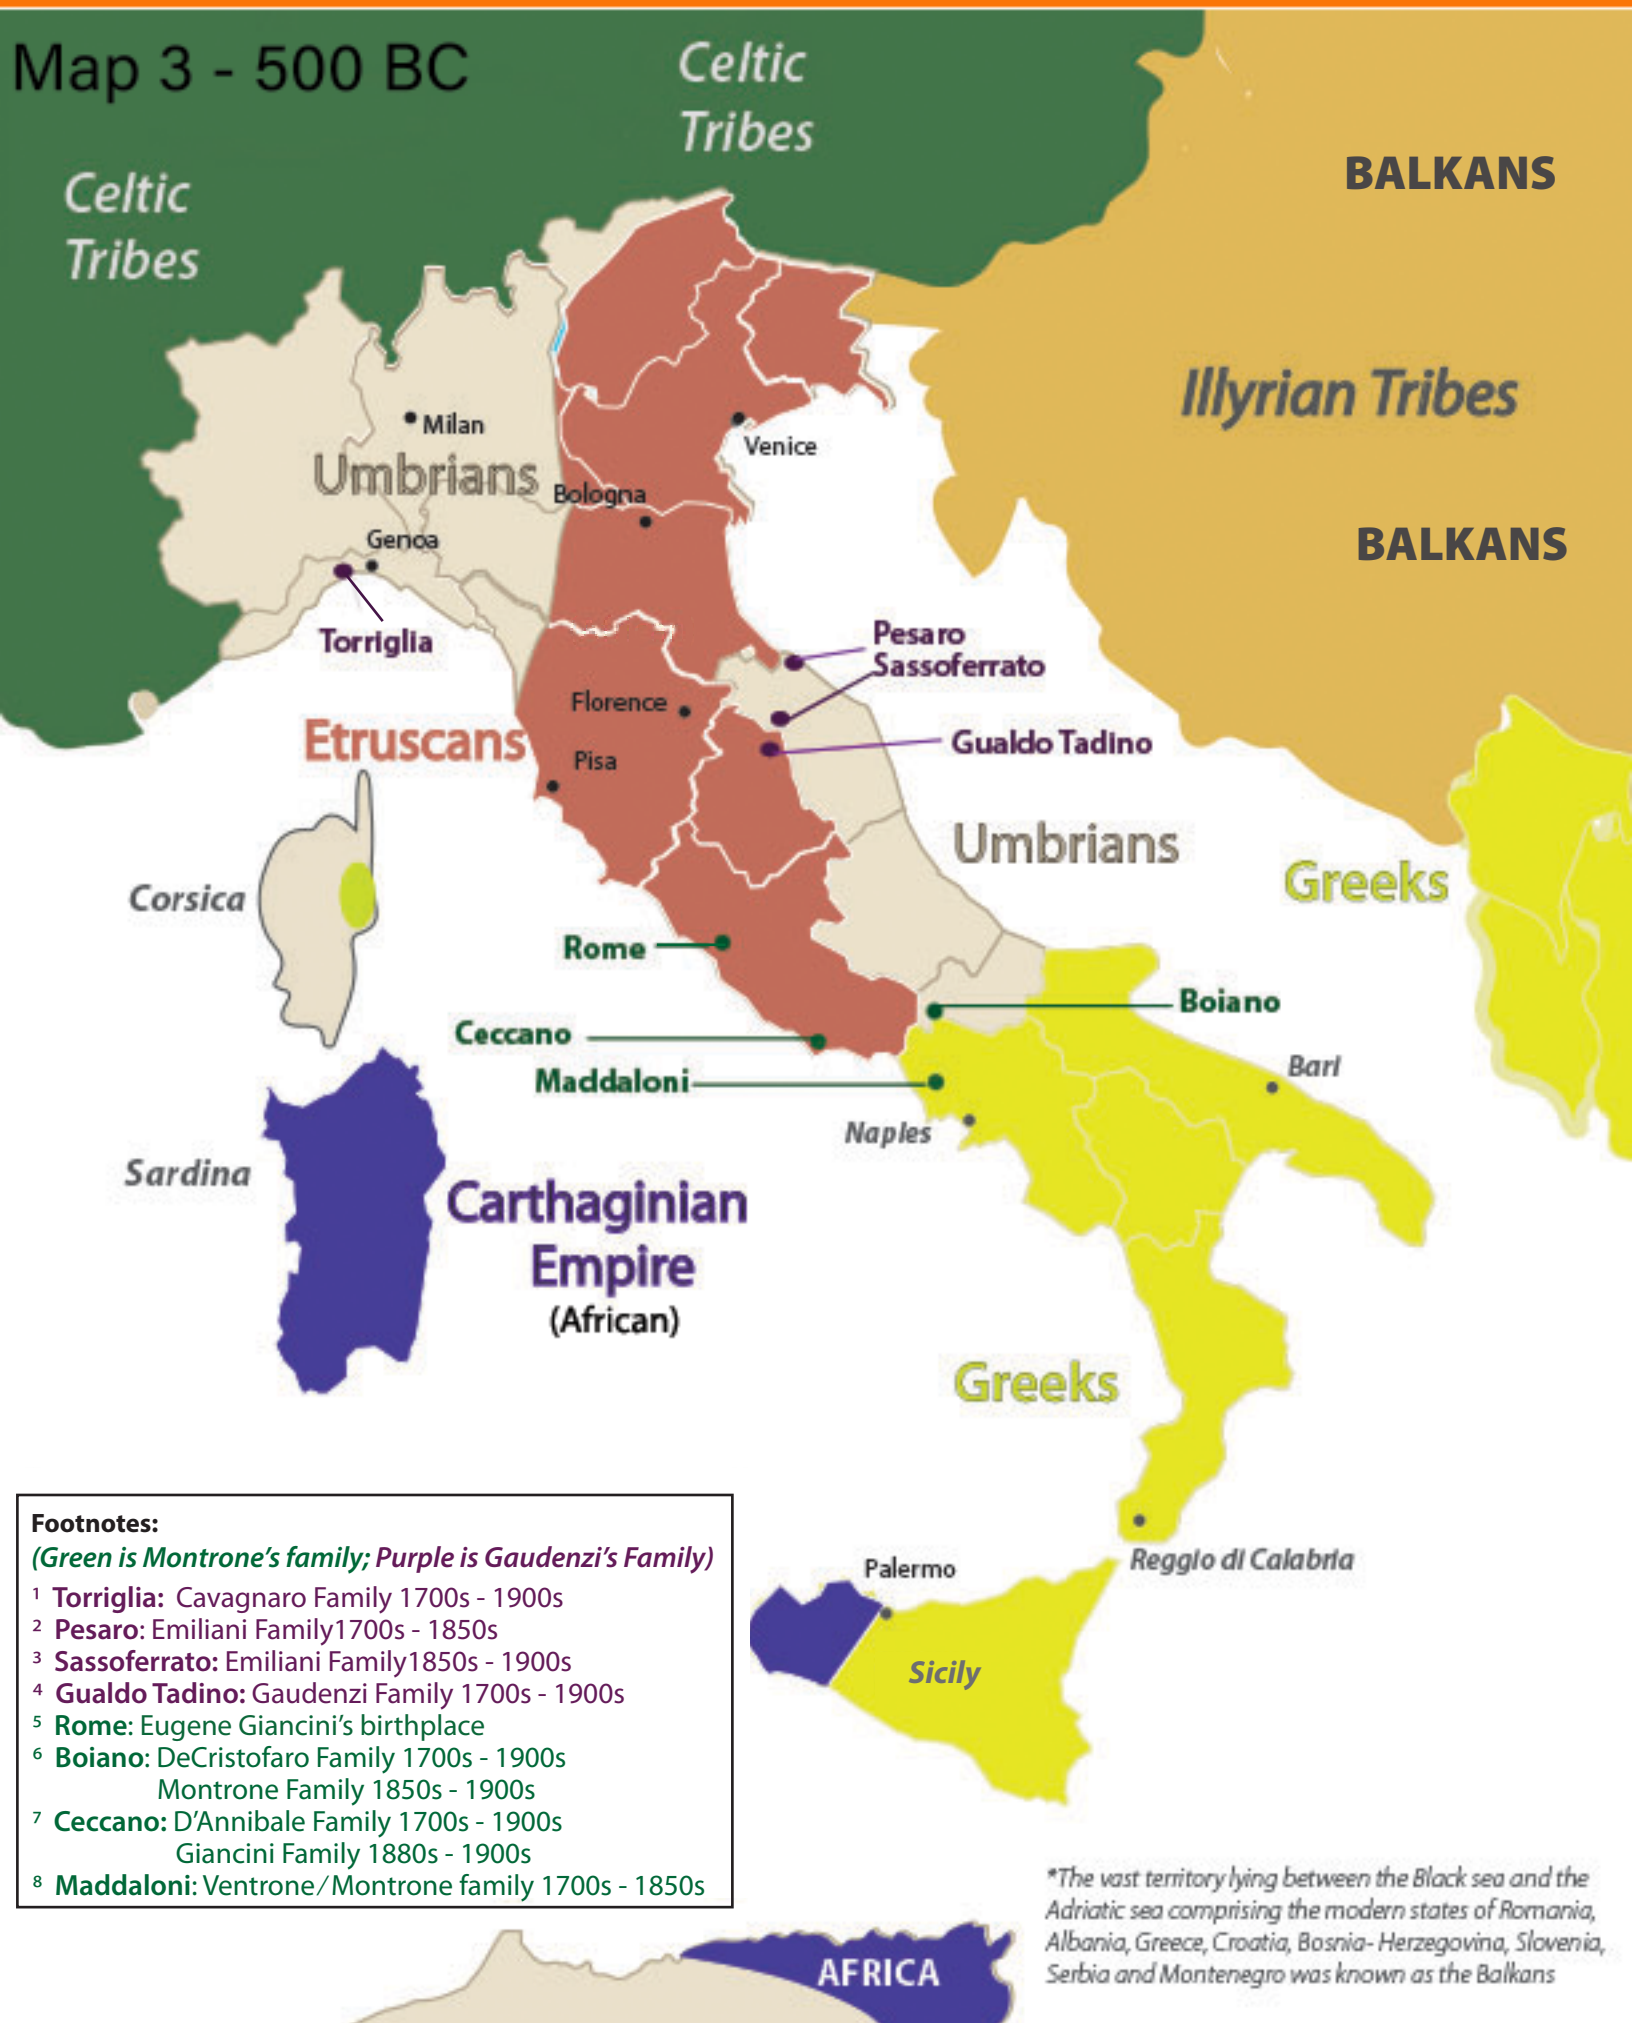 Map 3 - 500 BC
Celtic
Tribes
Celtic
Tribes
BALKANS
Illyrian Tribes
Milan
Umbrians
Venice
Bologna
Genoa
BALKANS
Torriglia
Pesaro
Sassoferrato
Florence
Etruscans
Gualdo Tadino
Pisa
Umbrians
Greeks
Corsica
Rome
Boiano
Ceccano
Bari
Maddaloni
Naples
Sardina
Carthaginian
Empire
(African)
Greeks
Footnotes:
(Green is Montrone’s family; Purple is Gaudenzi’s Family)
¹ Torriglia: Cavagnaro Family 1700s - 1900s
² Pesaro: Emiliani Family1700s - 1850s
³ Sassoferrato: Emiliani Family1850s - 1900s
⁴ Gualdo Tadino: Gaudenzi Family 1700s - 1900s
⁵ Rome: Eugene Giancini’s birthplace
⁶ Boiano: DeCristofaro Family 1700s - 1900s
Montrone Family 1850s - 1900s
⁷ Ceccano: D’Annibale Family 1700s - 1900s
Giancini Family 1880s - 1900s
⁸ Maddaloni: Ventrone/Montrone family 1700s - 1850s
Palermo
Reggio di Calabria
Sicily
*The vast territory lying between the Black sea and the
Adriatic sea comprising the modern states of Romania,
Albania, Greece, Croatia, Bosnia- Herzegovina, Slovenia,
Serbia and Montenegro was known as the Balkans
AFRICA